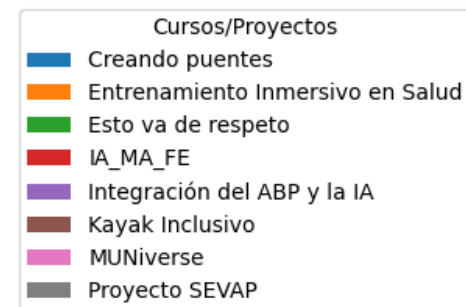 Cursos/Proyectos
Creando puentes
Entrenamiento Inmersivo en Salud
Esto va de respeto
IA_MA_FE
Integración del ABP y la IA
Kayak Inclusivo
MUNiverse
Proyecto SEVAP